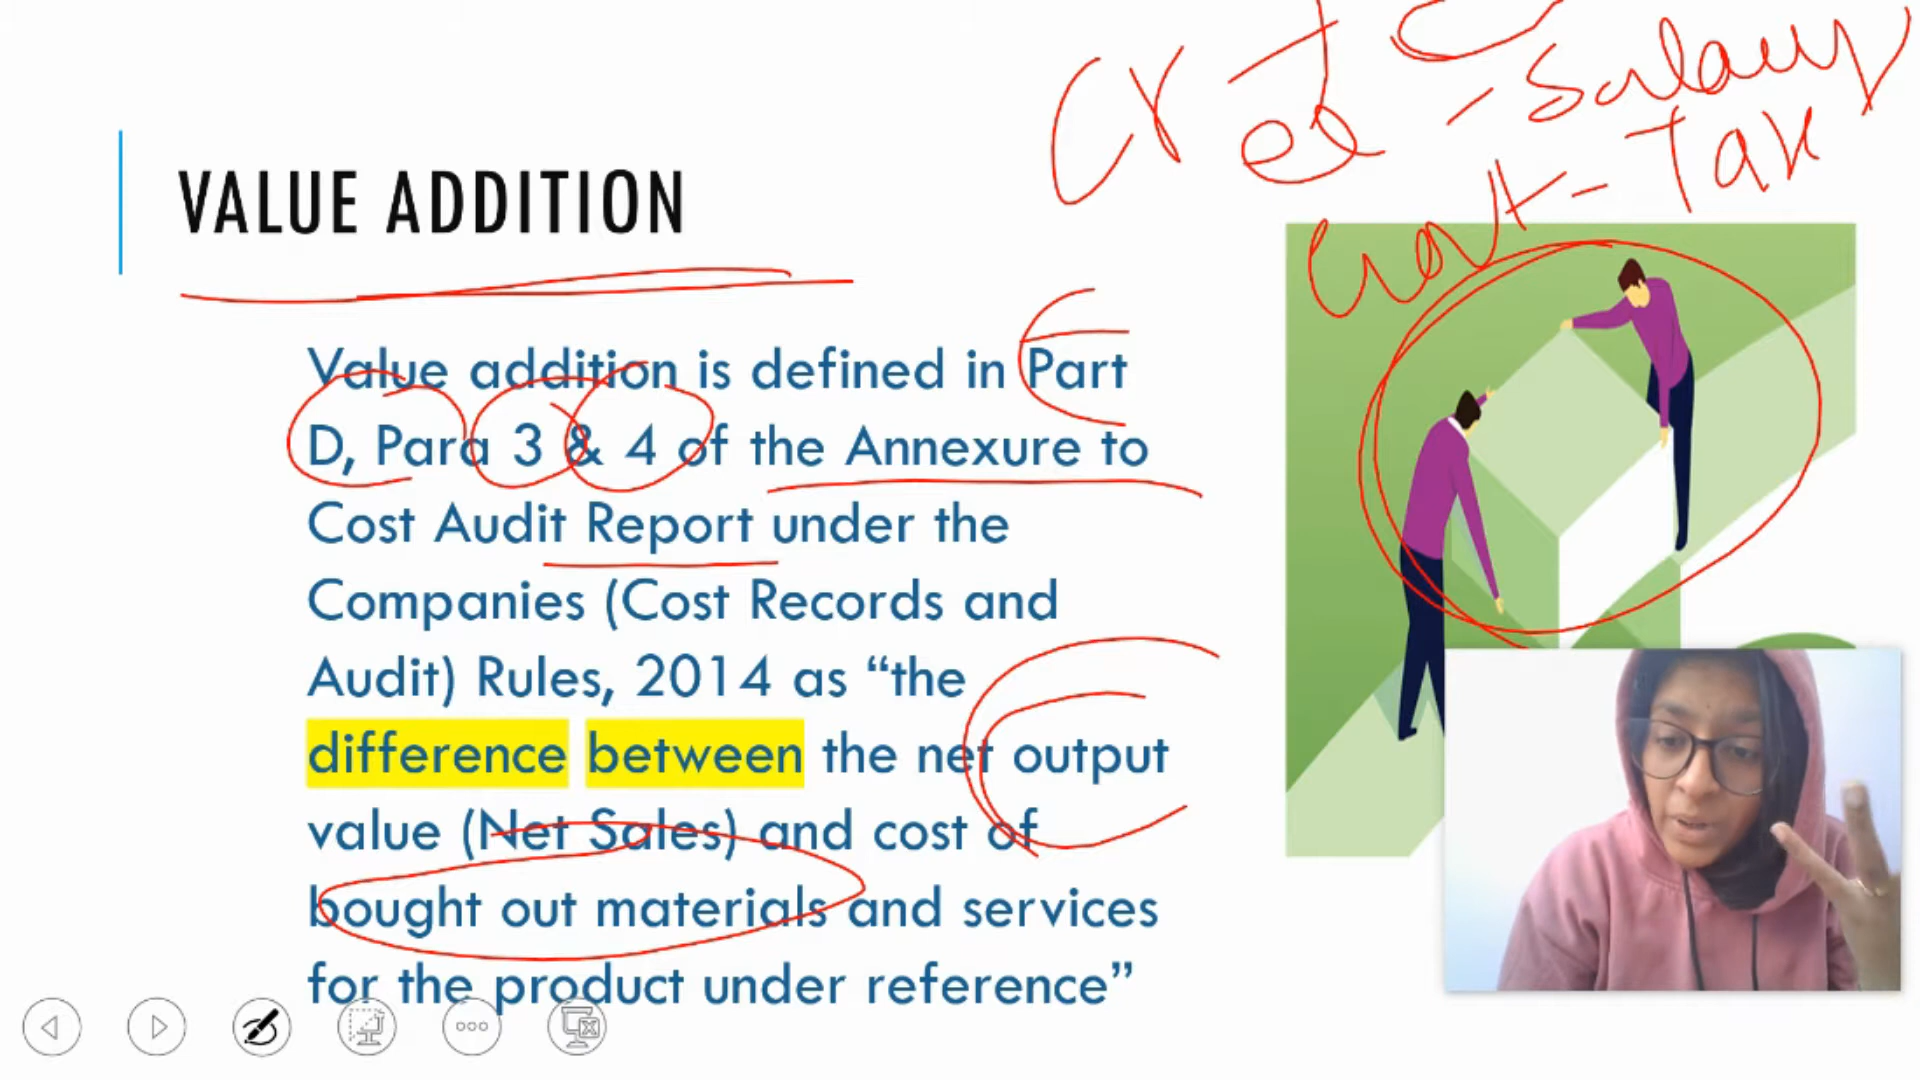 - Salary
Govt - Tax
VALUE ADDITION
Value addition is defined in Part
D, Para 3 & 4 of the Annexure to
Cost Audit Report under the
Companies (Cost Records and
Audit) Rules, 2014 as “the
difference between the net output
value (Net Sales) and cost of
bought out materials and services
for the product under reference”